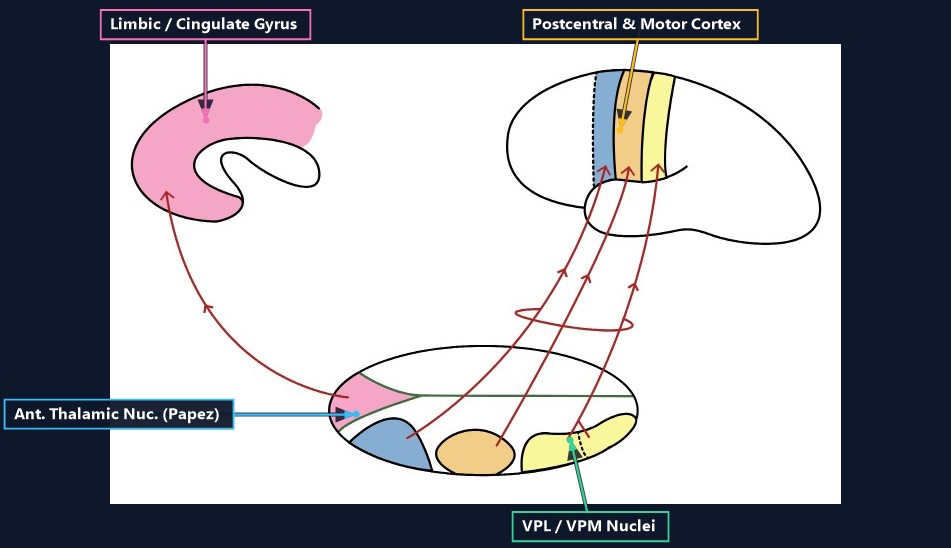 Limbic / Cingulate Gyrus
Postcentral & Motor Cortex
Ant. Thalamic Nuc. (Papez)
VPL / VPM Nuclei